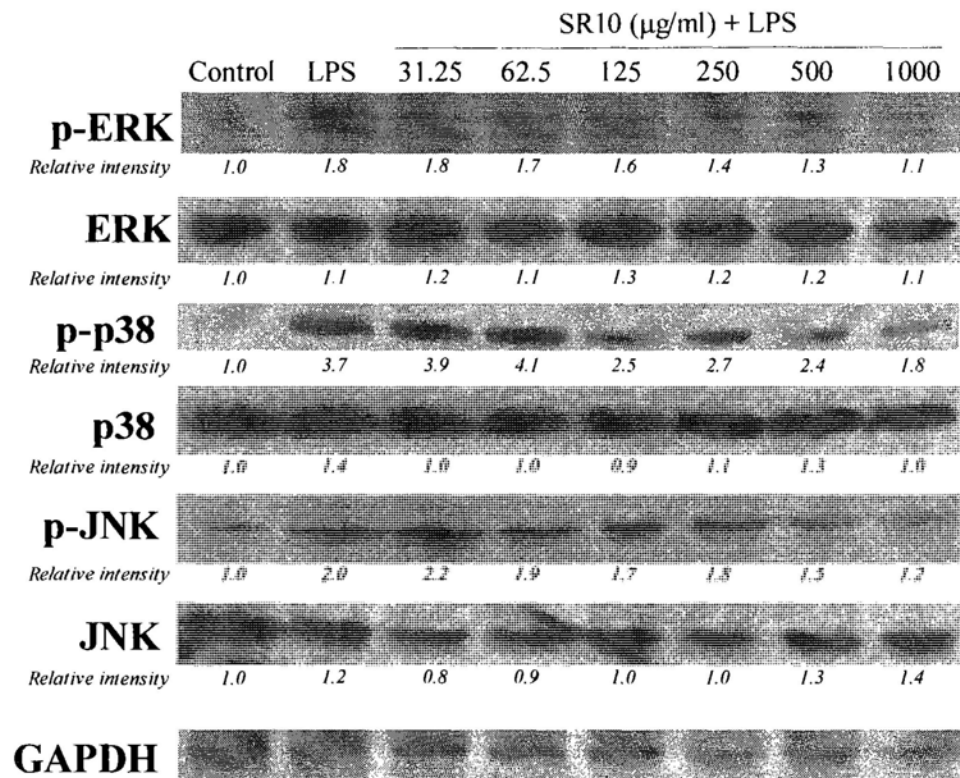 SR10 (µg/ml) + LPS
Control LPS 31.25 62.5 125 250 500 1000
p-ERK
Relative intensity 1.0 1.8 1.8 1.7 1.6 1.4 1.3 1.1
ERK
Relative intensity 1.0 1.1 1.2 1.1 1.3 1.2 1.2 1.1
p-p38
Relative intensity 1.0 3.7 3.9 4.1 2.5 2.7 2.4 1.8
p38
Relative intensity 1.0 1.4 1.0 1.0 0.9 1.1 1.3 1.0
p-JNK
Relative intensity 1.0 2.0 2.2 1.9 1.7 1.8 1.5 1.2
JNK
Relative intensity 1.0 1.2 0.8 0.9 1.0 1.0 1.3 1.4
GAPDH